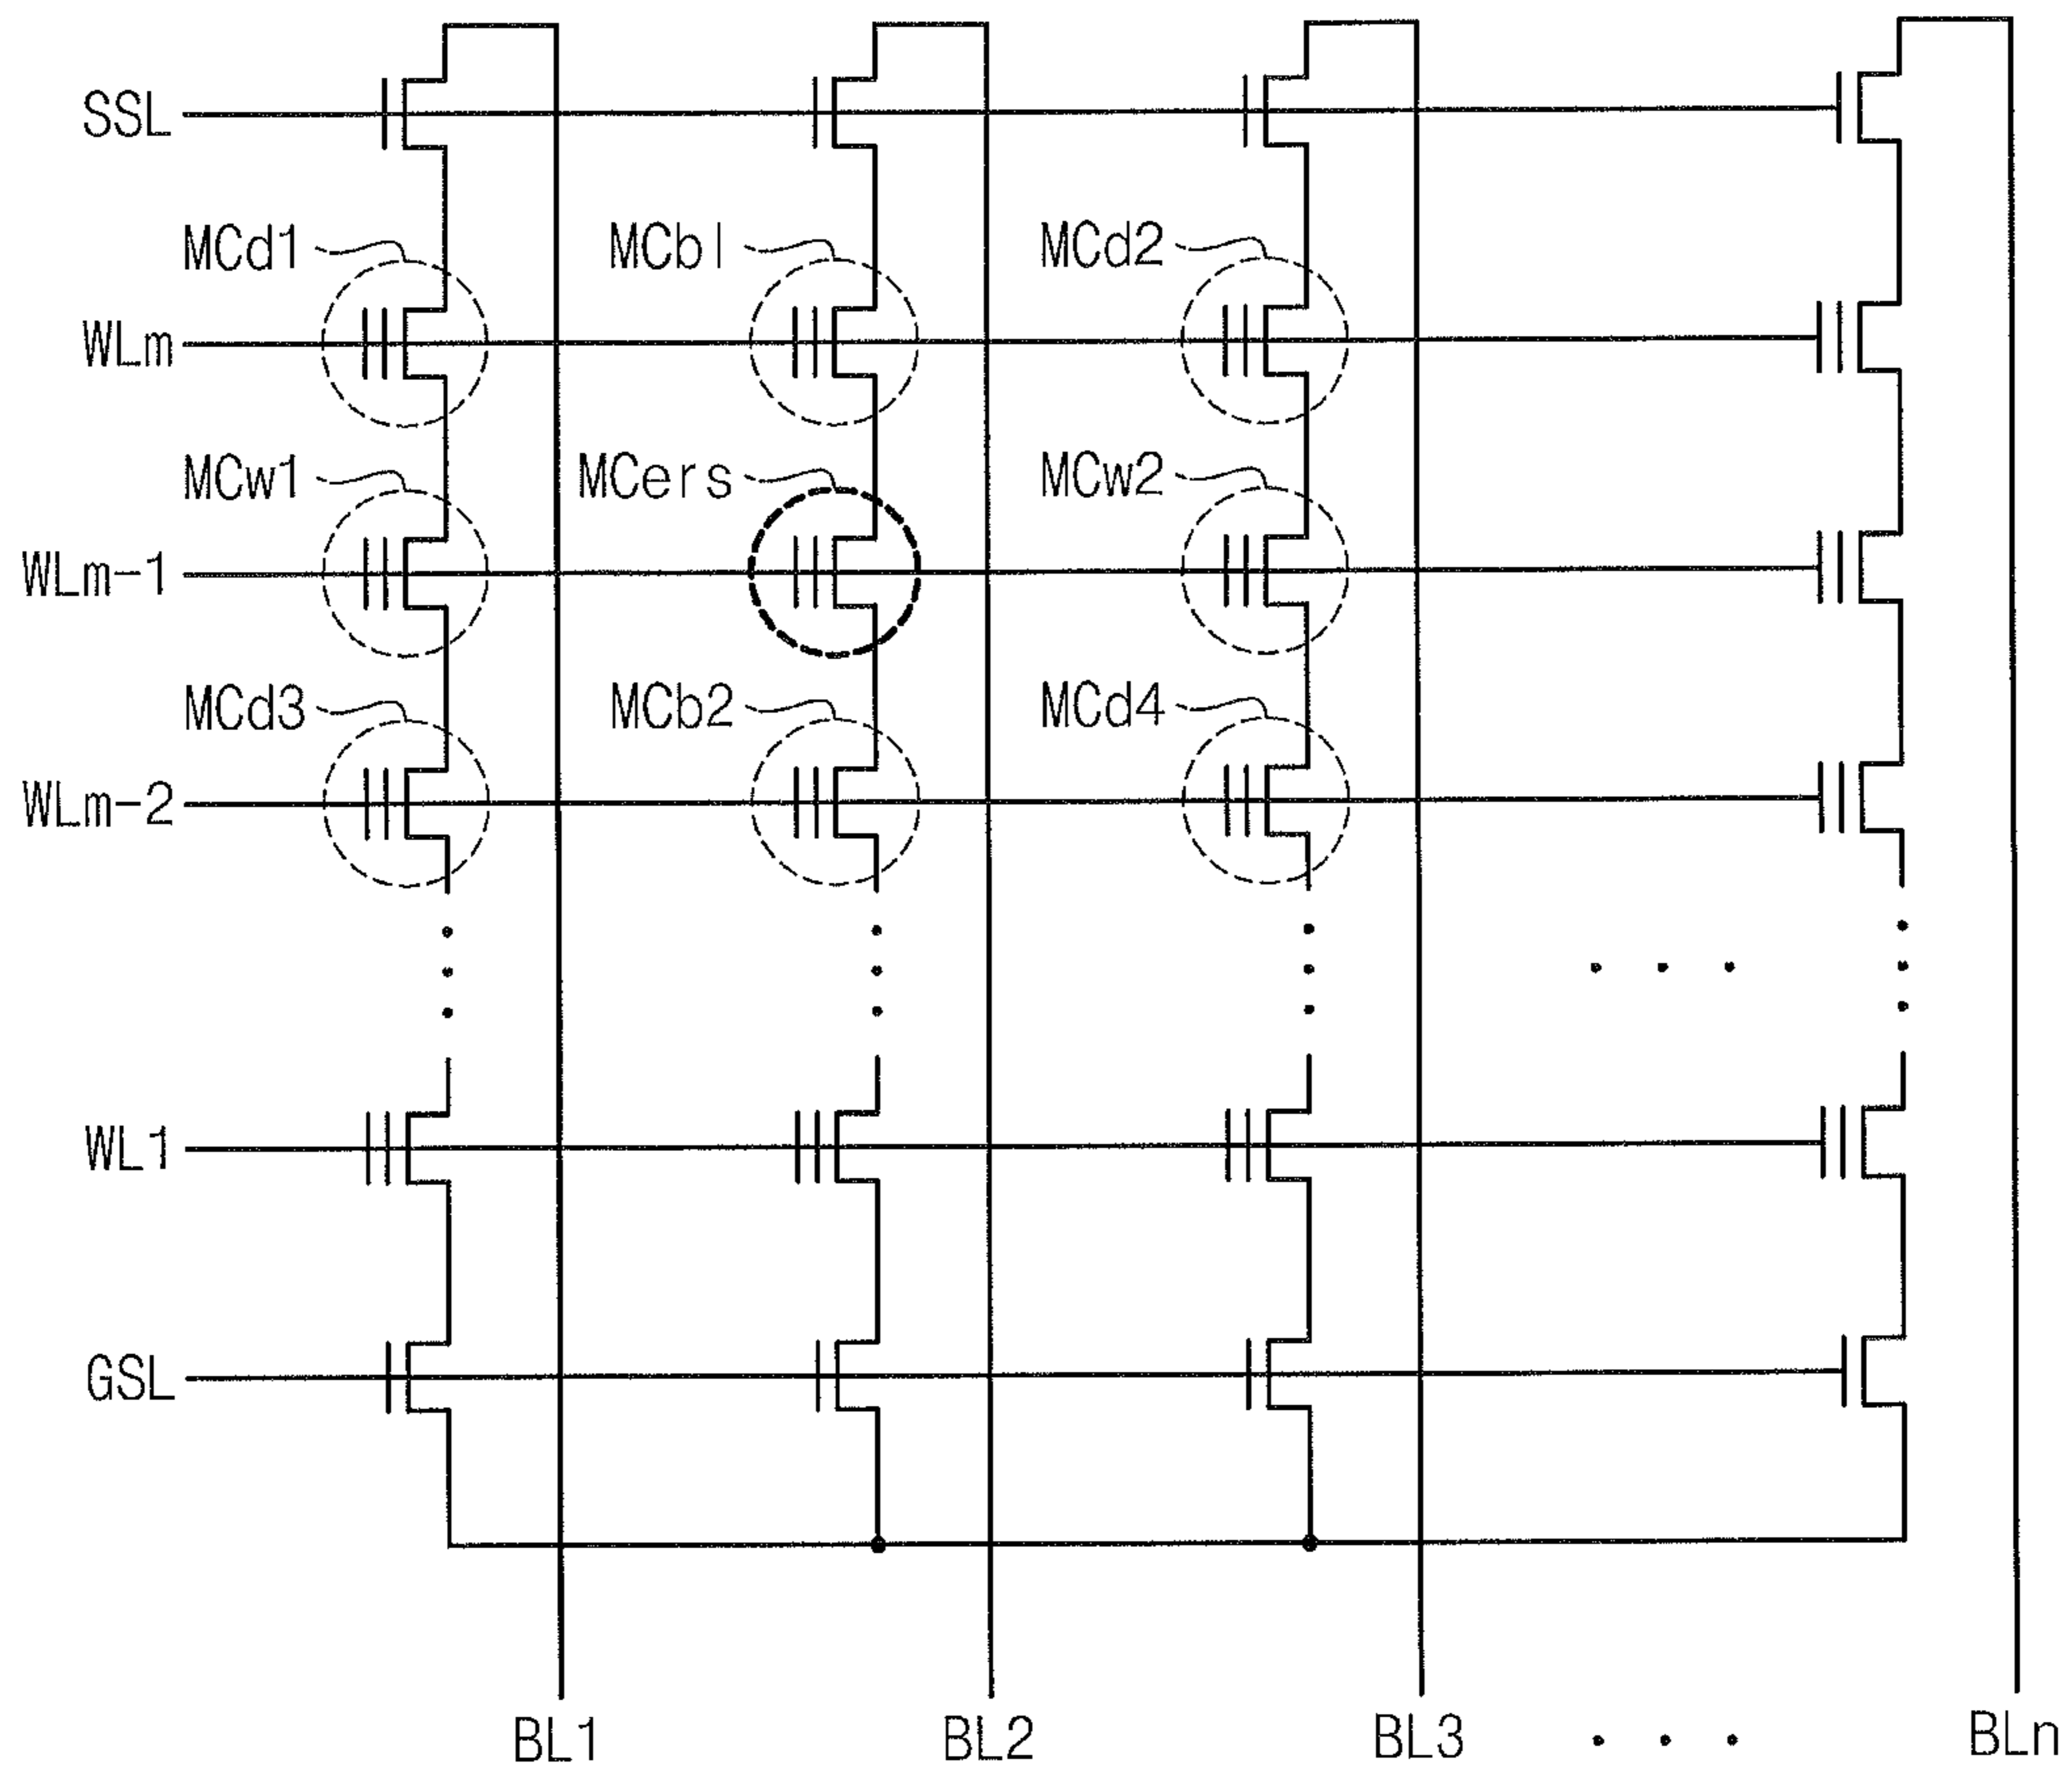 SSL
MCd1 MCbl MCd2
WLm
MCw1 MCers MCw2
WLm-1
MCd3 MCb2 MCd4
WLm-2
WL1
GSL
BL1 BL2 BL3 . . . BLn